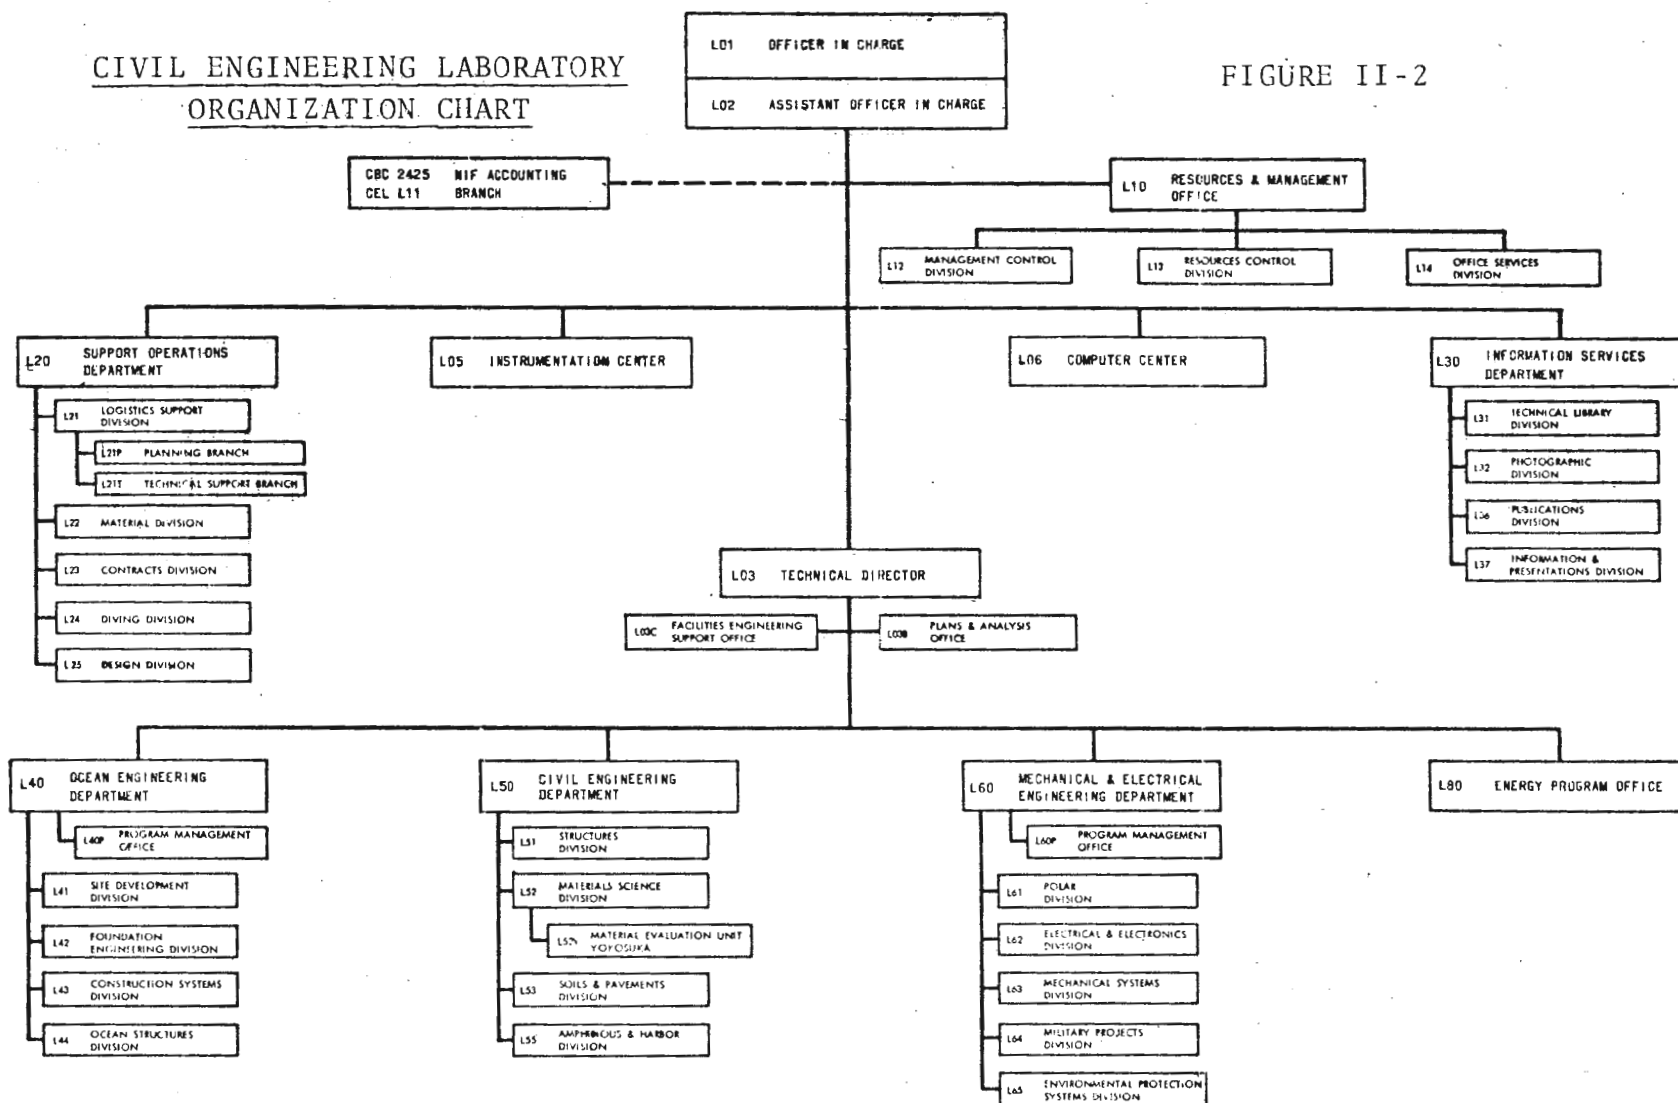 CIVIL ENGINEERING LABORATORY
ORGANIZATION CHART
FIGURE II-2
L01 OFFICER IN CHARGE
L02 ASSISTANT OFFICER IN CHARGE
CBC 2425 NIF ACCOUNTING
CEL L11 BRANCH
L10 RESOURCES & MANAGEMENT
OFFICE
L12 MANAGEMENT CONTROL
DIVISION
L13 RESOURCES CONTROL
DIVISION
L14 OFFICE SERVICES
DIVISION
L20 SUPPORT OPERATIONS
DEPARTMENT
L05 INSTRUMENTATION CENTER
L06 COMPUTER CENTER
L30 INFORMATION SERVICES
DEPARTMENT
L21 LOGISTICS SUPPORT
DIVISION
L21P PLANNING BRANCH
L21T TECHNICAL SUPPORT BRANCH
L22 MATERIAL DIVISION
L23 CONTRACTS DIVISION
L24 DIVING DIVISION
L25 DESIGN DIVISION
L31 TECHNICAL LIBRARY
DIVISION
L32 PHOTOGRAPHIC
DIVISION
L36 PUBLICATIONS
DIVISION
L37 INFORMATION &
PRESENTATIONS DIVISION
L03 TECHNICAL DIRECTOR
L03C FACILITIES ENGINEERING
SUPPORT OFFICE
L03B PLANS & ANALYSIS
OFFICE
L40 OCEAN ENGINEERING
DEPARTMENT
L40P PROGRAM MANAGEMENT
OFFICE
L41 SITE DEVELOPMENT
DIVISION
L42 FOUNDATION
ENGINEERING DIVISION
L43 CONSTRUCTION SYSTEMS
DIVISION
L44 OCEAN STRUCTURES
DIVISION
L50 CIVIL ENGINEERING
DEPARTMENT
L51 STRUCTURES
DIVISION
L52 MATERIALS SCIENCE
DIVISION
MATERIAL EVALUATION UNIT
YOKOSUKA
L53 SOILS & PAVEMENTS
DIVISION
L55 AMPHIBIOUS & HARBOR
DIVISION
L60 MECHANICAL & ELECTRICAL
ENGINEERING DEPARTMENT
L60P PROGRAM MANAGEMENT
OFFICE
L61 POLAR
DIVISION
L62 ELECTRICAL & ELECTRONICS
DIVISION
L63 MECHANICAL SYSTEMS
DIVISION
L64 MILITARY PROJECTS
DIVISION
L65 ENVIRONMENTAL PROTECTION
SYSTEMS DIVISION
L80 ENERGY PROGRAM OFFICE